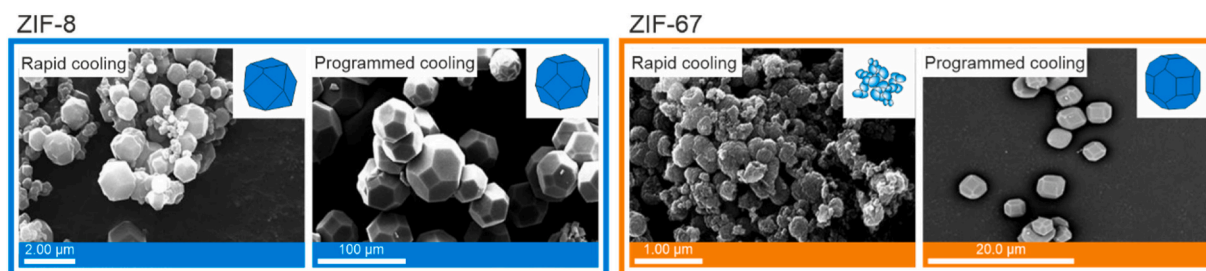 ZIF-8
Rapid cooling
Programmed cooling
2.00 µm
100 µm
ZIF-67
Rapid cooling
Programmed cooling
1.00 µm
20.0 µm